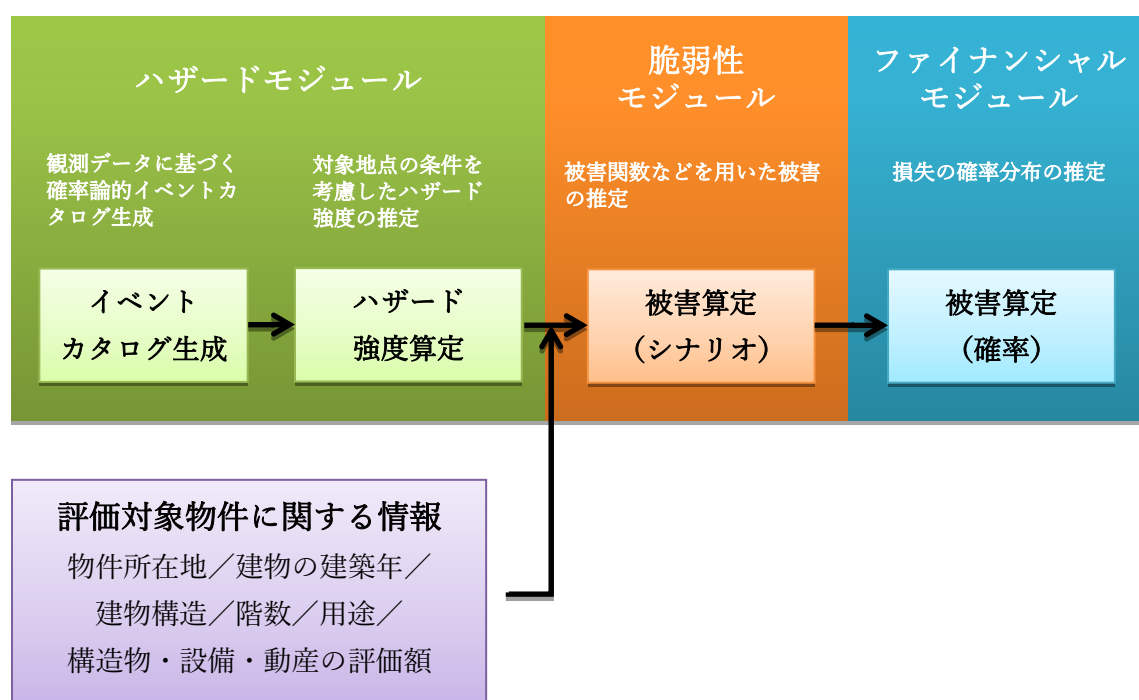 ハザードモジュール
脆弱性
モジュール
ファイナンシャル
モジュール
観測データに基づく
確率論的イベントカ
タログ生成
対象地点の条件を
考慮したハザード
強度の推定
被害関数などを用いた被害
の推定
損失の確率分布の推定
イベント
カタログ生成
ハザード
強度算定
被害算定
（シナリオ）
被害算定
（確率）
評価対象物件に関する情報
物件所在地／建物の建築年／
建物構造／階数／用途／
構造物・設備・動産の評価額